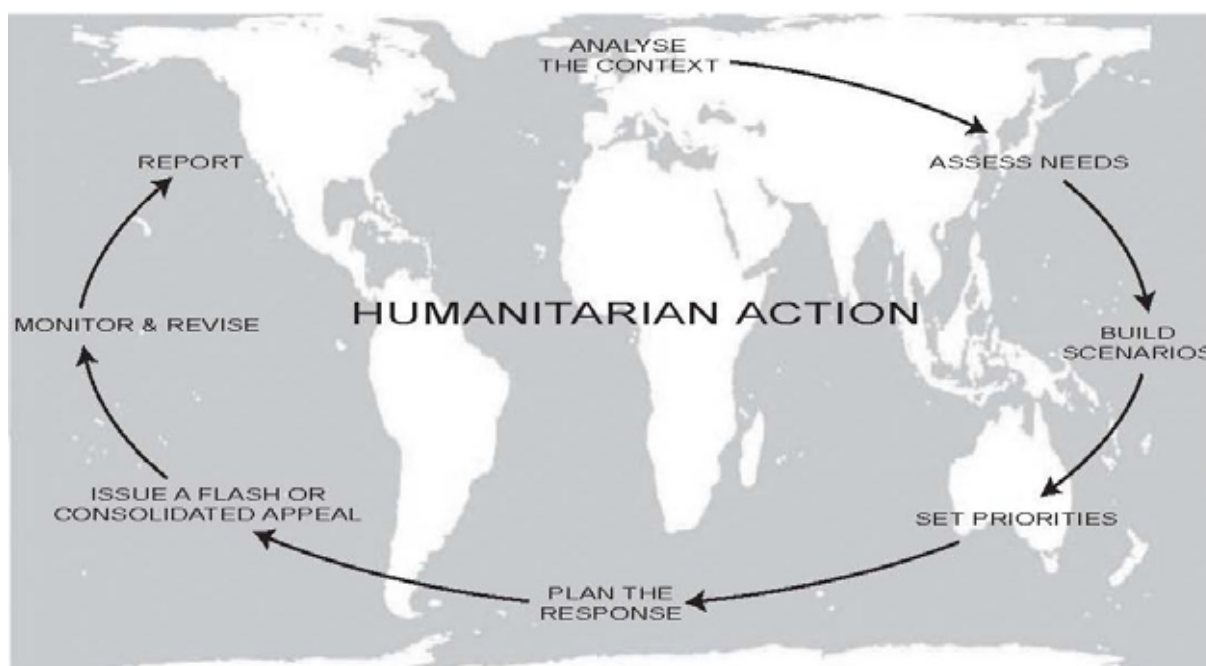 ANALYSE
THE CONTEXT
ASSESS NEEDS
BUILD
SCENARIOS
SET PRIORITIES
PLAN THE
RESPONSE
ISSUE A FLASH OR
CONSOLIDATED APPEAL
MONITOR & REVISE
REPORT
HUMANITARIAN ACTION